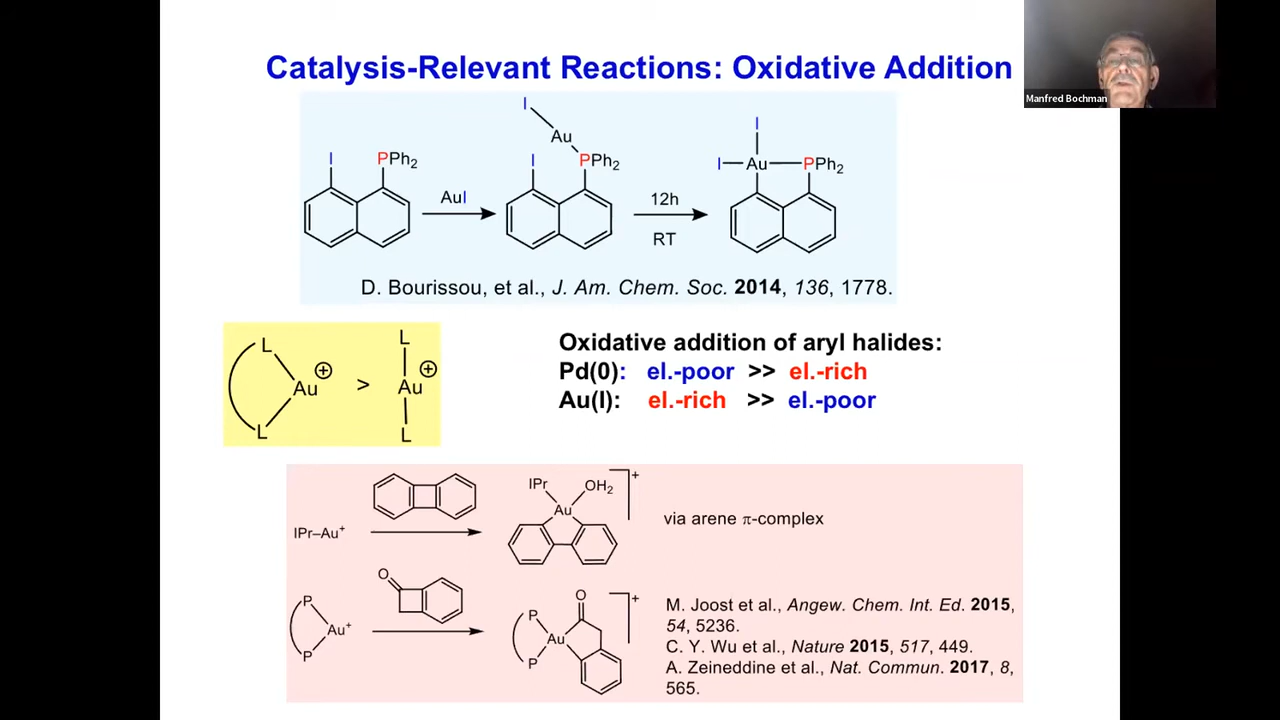 Catalysis-Relevant Reactions: Oxidative Addition
Manfred Bochman
I
PPh2
AuI
I
Au
I
PPh2
12h
RT
I
I
Au
PPh2
D. Bourissou, et al., J. Am. Chem. Soc. 2014, 136, 1778.
L
Au
⊕
L
>
L
Au
⊕
L
Oxidative addition of aryl halides:
Pd(0): el.-poor >> el.-rich
Au(I): el.-rich >> el.-poor
IPr–Au+
IPr
OH2
Au
+
via arene π-complex
P
Au+
P
O
O
P
Au
P
+
M. Joost et al., Angew. Chem. Int. Ed. 2015,
54, 5236.
C. Y. Wu et al., Nature 2015, 517, 449.
A. Zeineddine et al., Nat. Commun. 2017, 8,
565.